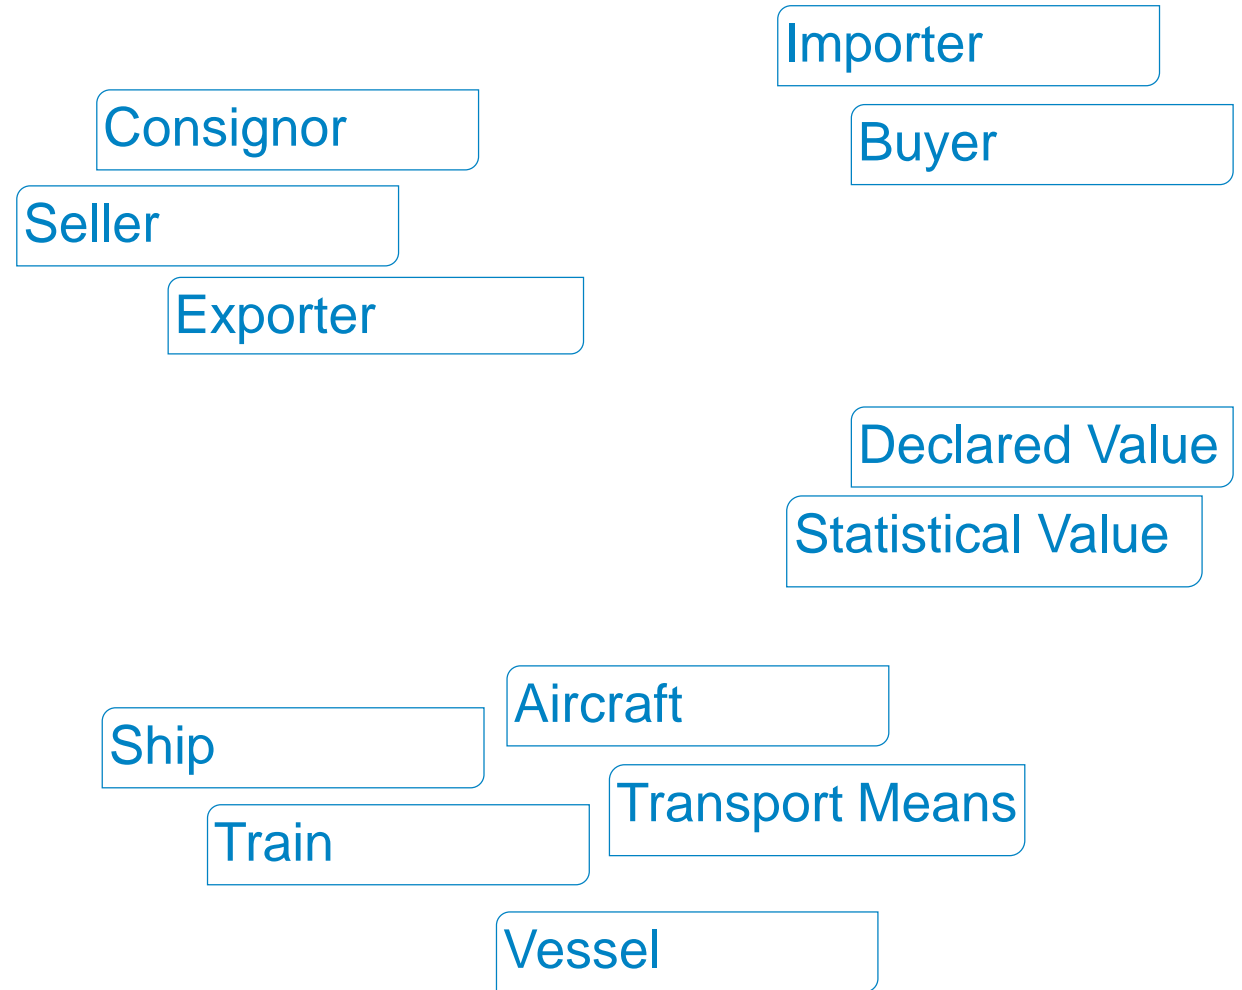 Importer
Consignor
Buyer
Seller
Exporter
Declared Value
Statistical Value
Aircraft
Ship
Transport Means
Train
Vessel